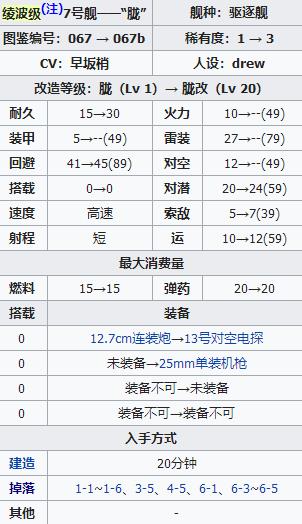 绫波级(注)7号舰——“胧” 舰种：驱逐舰
图鉴编号：067 → 067b 稀有度：1 → 3
CV：早坂梢 人设：drew
改造等级：胧（Lv 1）→ 胧改（Lv 20）
耐久 15→30 火力 10→--(49)
装甲 5→--(49) 雷装 27→--(79)
回避 41→45(89) 对空 12→--(49)
搭载 0→0 对潜 20→24(59)
速度 高速 索敌 5→7(39)
射程 短 运 10→12(59)
最大消费量
燃料 15→15 弹药 20→20
搭载 装备
0 12.7cm连装炮→13号对空电探
0 未装备→25mm单装机枪
0 装备不可→未装备
0 装备不可→装备不可
入手方式
建造 20分钟
掉落 1-1~1-6、3-5、4-5、6-1、6-3~6-5
其他 -